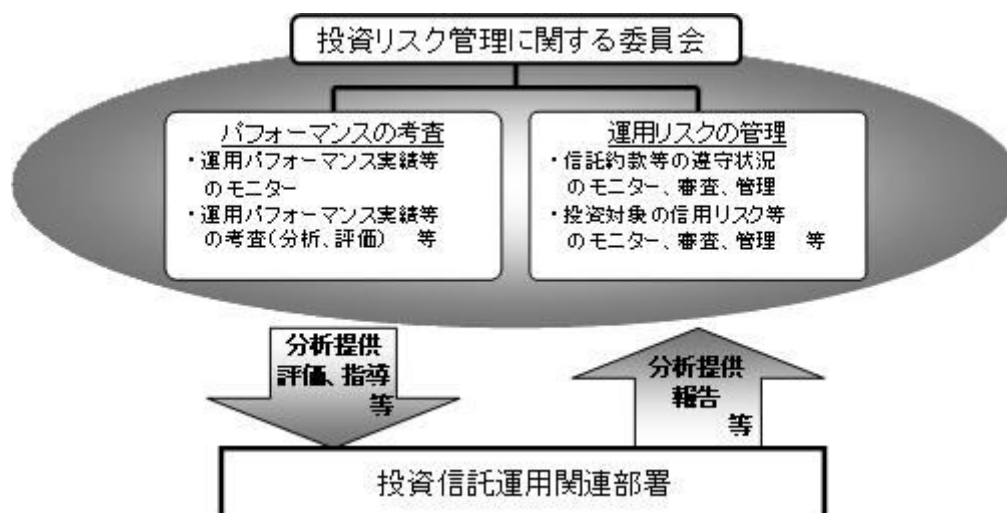 投資リスク管理に関する委員会
パフォーマンスの考査
・運用パフォーマンス実績等
のモニター
・運用パフォーマンス実績等
の考査(分析、評価) 等
運用リスクの管理
・信託約款等の遵守状況
のモニター、審査、管理
・投資対象の信用リスク等
のモニター、審査、管理 等
分析提供
評価、指導
等
分析提供
報告
等
投資信託運用関連部署